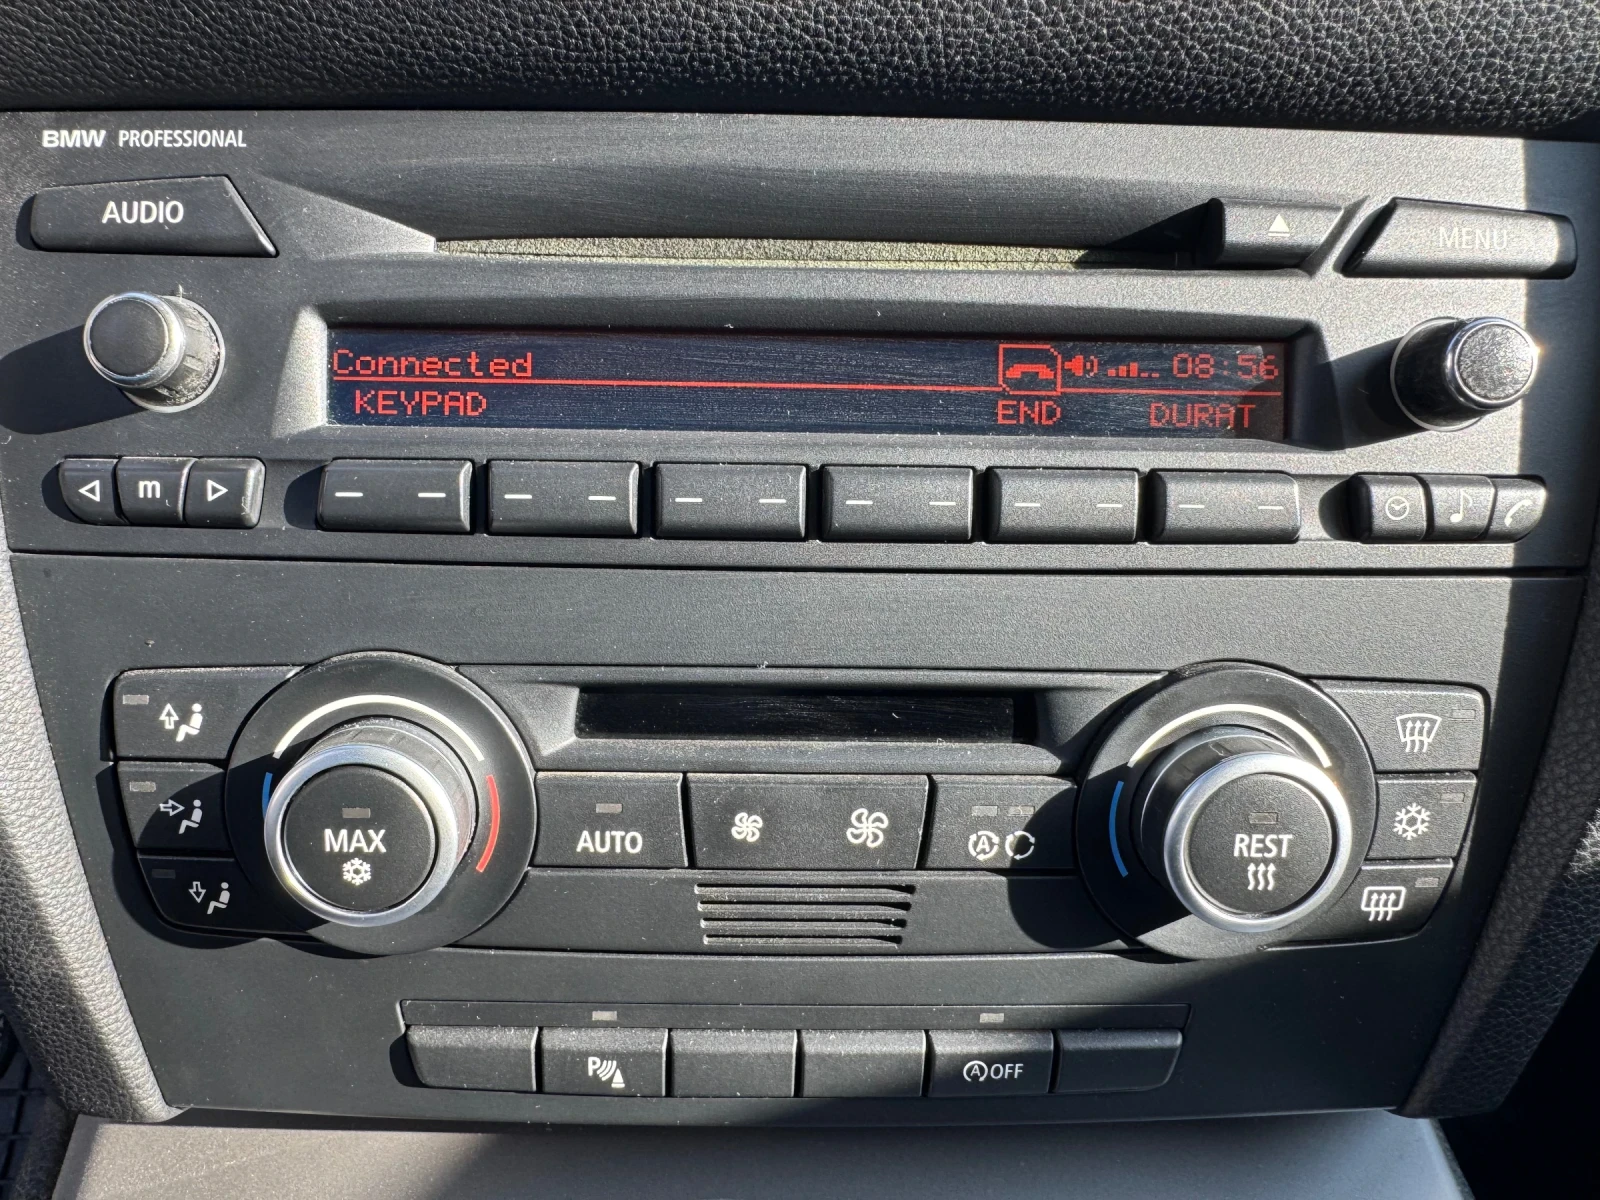 BMW PROFESSIONAL
AUDIO
MENU
Connected 08:56
KEYPAD END DURAT
m
MAX
AUTO
A
REST
P
A OFF